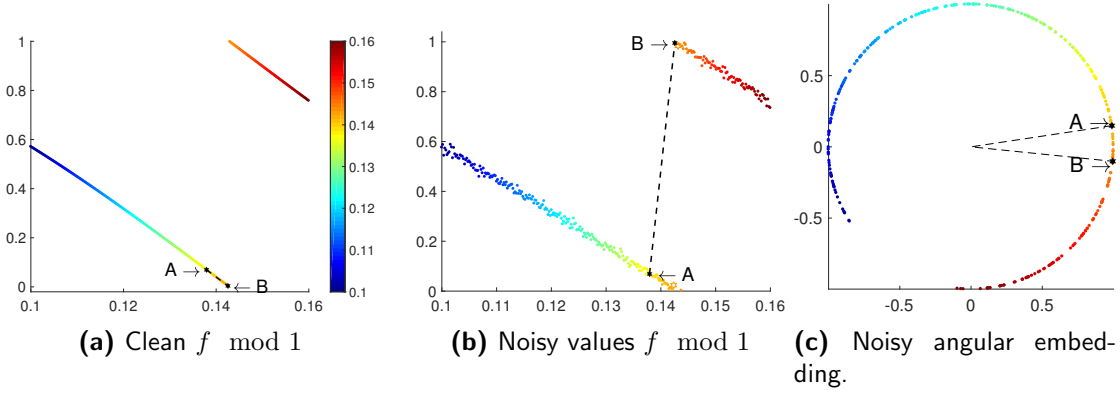 1
0.8
0.6
0.4
0.2
0
0.1 0.12 0.14 0.16
A →
← B
0.16
0.15
0.14
0.13
0.12
0.11
0.10
(a) Clean f mod 1
1
0.8
0.6
0.4
0.2
0
0.1 0.11 0.12 0.13 0.14 0.15 0.16
B →
← A
(b) Noisy values f mod 1
0.5
0
-0.5
-0.5 0 0.5
A →
B →
(c) Noisy angular embed-
ding.